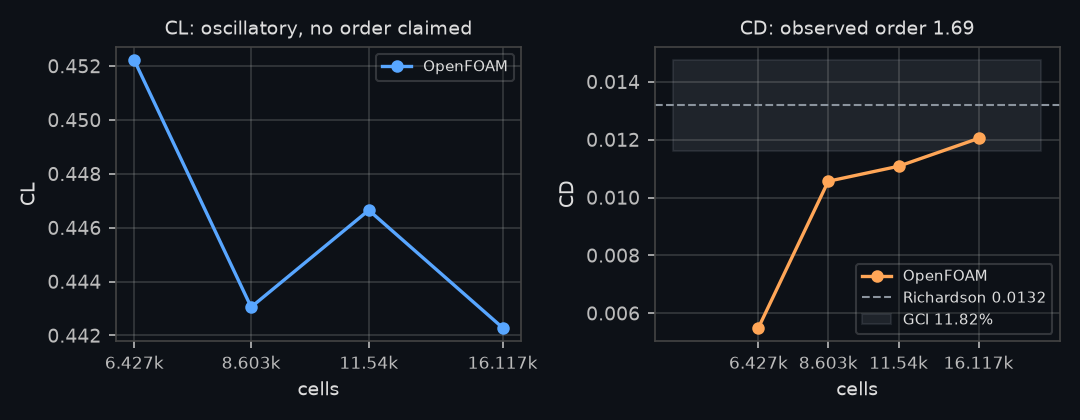 CL: oscillatory, no order claimed
OpenFOAM
0.452
0.450
0.448
0.446
0.444
0.442
CL
6.427k 8.603k 11.54k 16.117k
cells
CD: observed order 1.69
0.014
0.012
0.010
0.008
0.006
CD
OpenFOAM
Richardson 0.0132
GCI 11.82%
6.427k 8.603k 11.54k 16.117k
cells